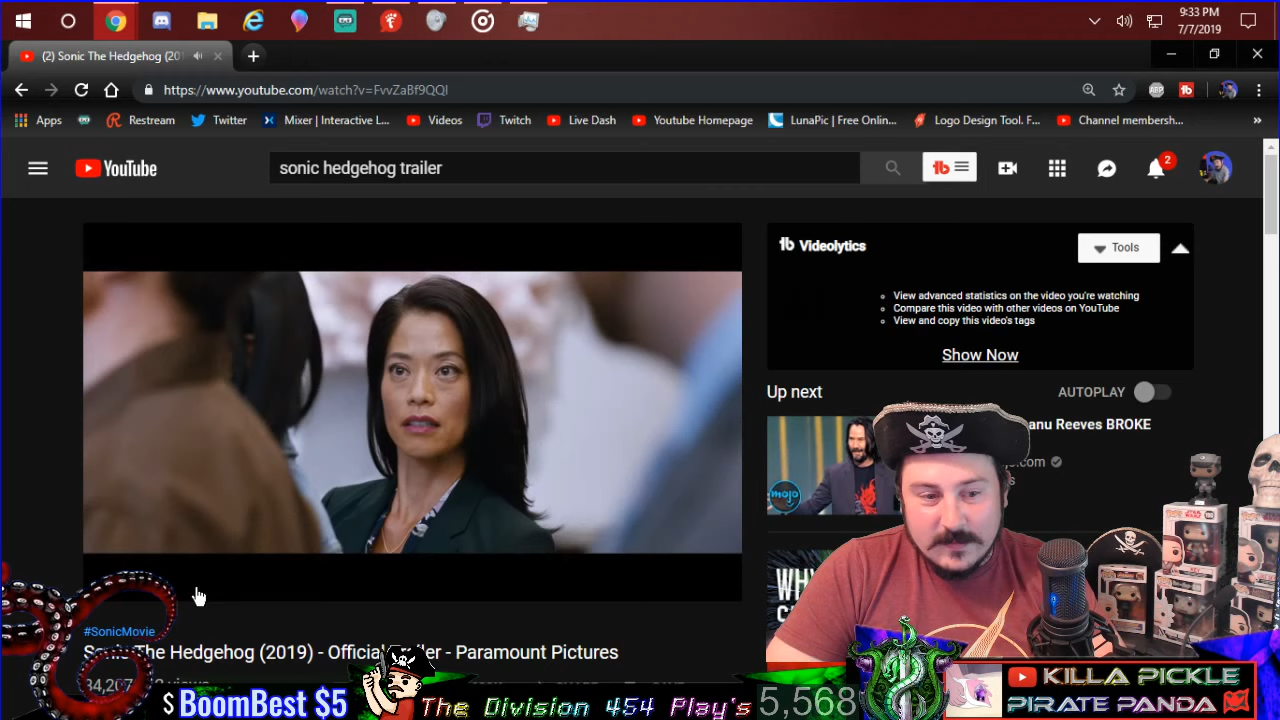 9:33 PM
7/7/2019
(2) Sonic The Hedgehog (201
https://www.youtube.com/watch?v=FvvZaBf9QQI
Apps
Restream
Twitter
Mixer | Interactive L...
Videos
Twitch
Live Dash
Youtube Homepage
LunaPic | Free Onlin...
Logo Design Tool. F...
Channel membersh...
YouTube
sonic hedgehog trailer
2
Videolytics
Tools
View advanced statistics on the video you're watching
Compare this video with other videos on YouTube
View and copy this video's tags
Show Now
Up next
AUTOPLAY
anu Reeves BROKE
mojo
#SonicMovie
The Hedgehog (2019) - Official - Paramount Pictures
views
$ BoomBest $5
The Division 454 Play's
5,568
KILLA PICKLE
PIRATE PANDA